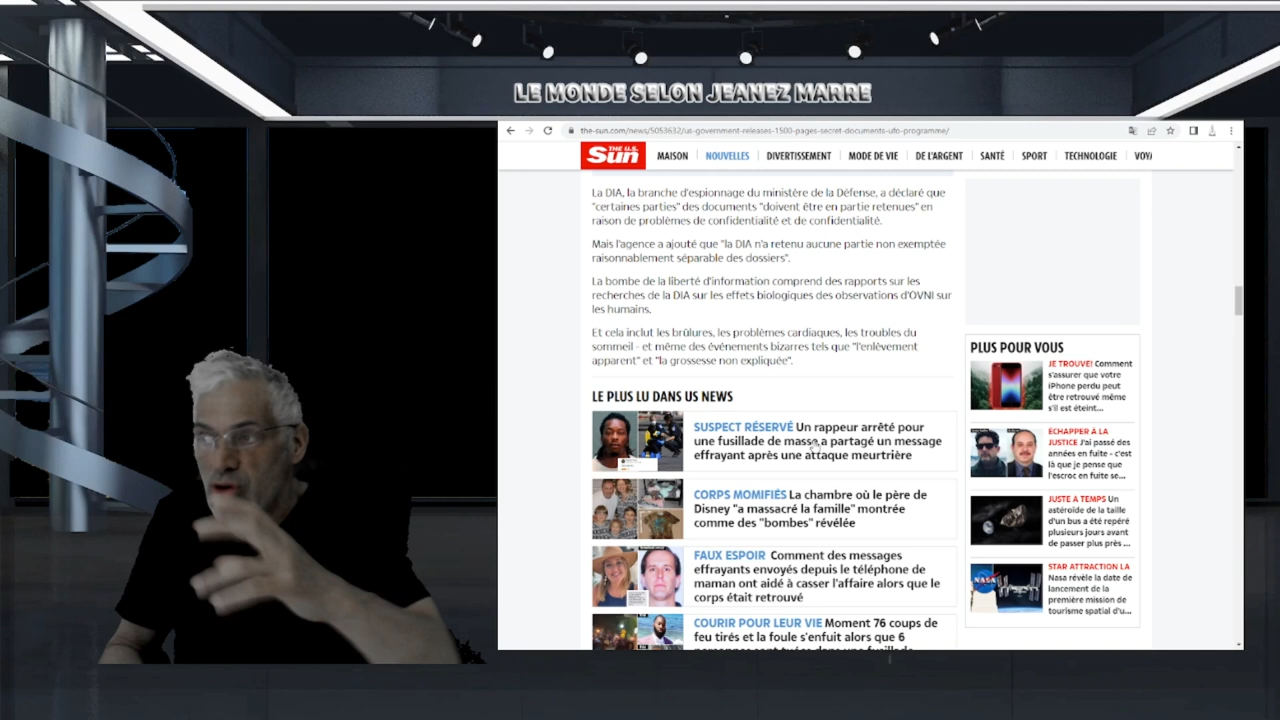 LE MONDE SELON JEANEZ MARRE
the-sun.com/news/5053632/us-government-releases-1500-pages-secret-documents-ufo-programme/
THE U.S. Sun
MAISON NOUVELLES DIVERTISSEMENT MODE DE VIE DE L'ARGENT SANTÉ SPORT TECHNOLOGIE VOYA
La DIA, la branche d'espionnage du ministère de la Défense, a déclaré que
"certaines parties" des documents "doivent être en partie retenues" en
raison de problèmes de confidentialité et de confidentialité.
Mais l'agence a ajouté que "la DIA n'a retenu aucune partie non exemptée
raisonnablement séparable des dossiers".
La bombe de la liberté d'information comprend des rapports sur les
recherches de la DIA sur les effets biologiques des observations d'OVNI sur
les humains.
Et cela inclut les brûlures, les problèmes cardiaques, les troubles du
sommeil - et même des événements bizarres tels que "l'enlèvement
apparent" et "la grossesse non expliquée".
LE PLUS LU DANS US NEWS
SUSPECT RÉSERVÉ Un rappeur arrêté pour
une fusillade de masse a partagé un message
effrayant après une attaque meurtrière
CORPS MOMIFIÉS La chambre où le père de
Disney "a massacré la famille" montrée
comme des "bombes" révélée
FAUX ESPOIR Comment des messages
effrayants envoyés depuis le téléphone de
maman ont aidé à casser l'affaire alors que le
corps était retrouvé
COURIR POUR LEUR VIE Moment 76 coups de
feu tirés et la foule s'enfuit alors que 6
personnes sont tuées dans une fusillade
PLUS POUR VOUS
JE TROUVE! Comment
s'assurer que votre
iPhone perdu peut
être retrouvé même
s'il est éteint...
ÉCHAPPER À LA
JUSTICE J'ai passé des
années en fuite - c'est
là que je pense que
l'escroc en fuite se...
JUSTE A TEMPS Un
astéroïde de la taille
d'un bus a été repéré
plusieurs jours avant
de passer plus près ...
STAR ATTRACTION LA
Nasa révèle la date de
lancement de la
première mission de
tourisme spatial d'u...
NASA